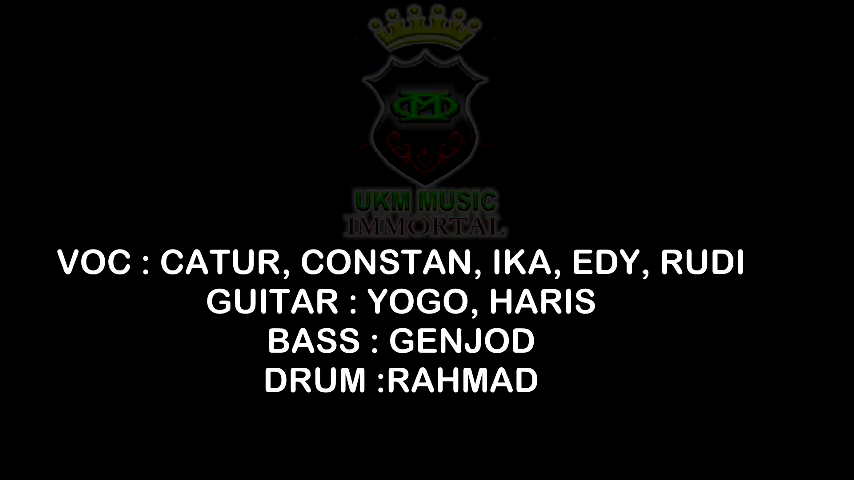 UKM MUSIC
IMMORTAL
VOC : CATUR, CONSTAN, IKA, EDY, RUDI
GUITAR : YOGO, HARIS
BASS : GENJOD
DRUM :RAHMAD